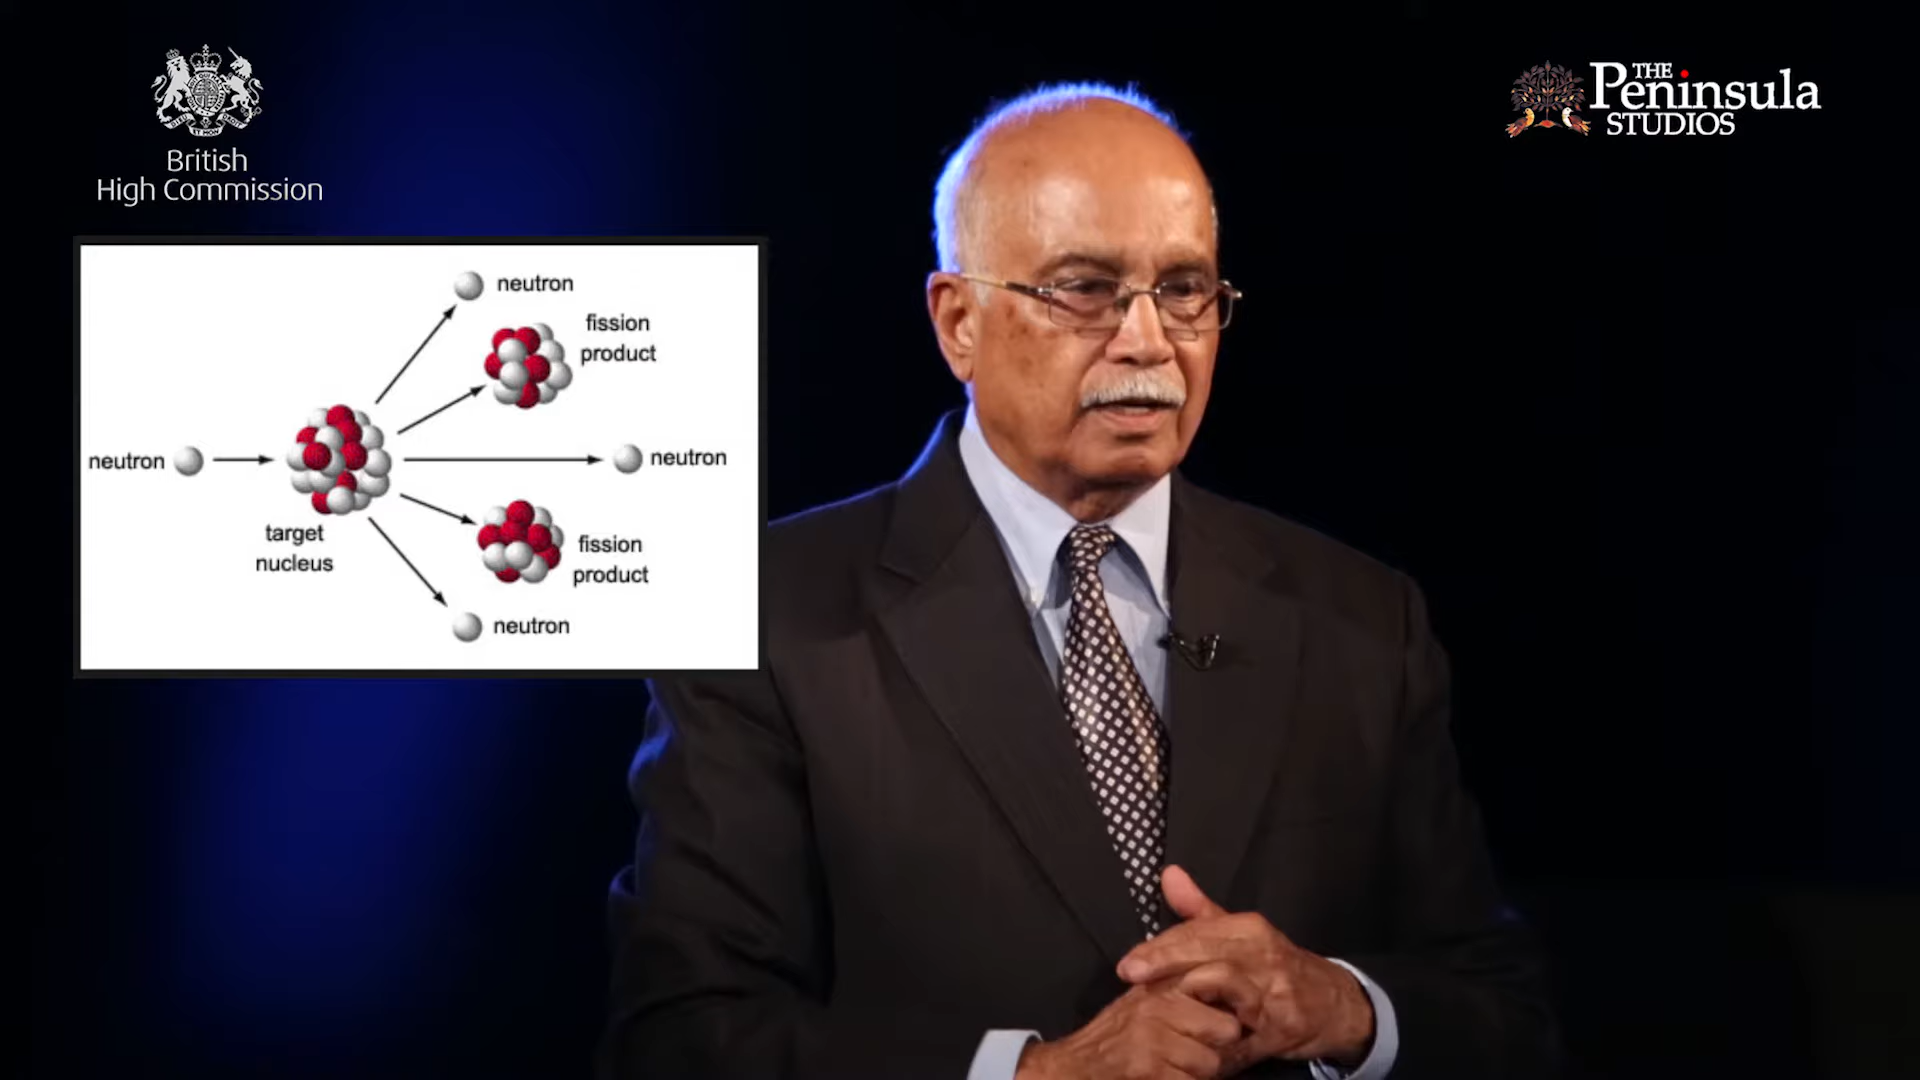 British
High Commission
THE
Peninsula
STUDIOS
neutron
fission
product
neutron
neutron
target
nucleus
fission
product
neutron